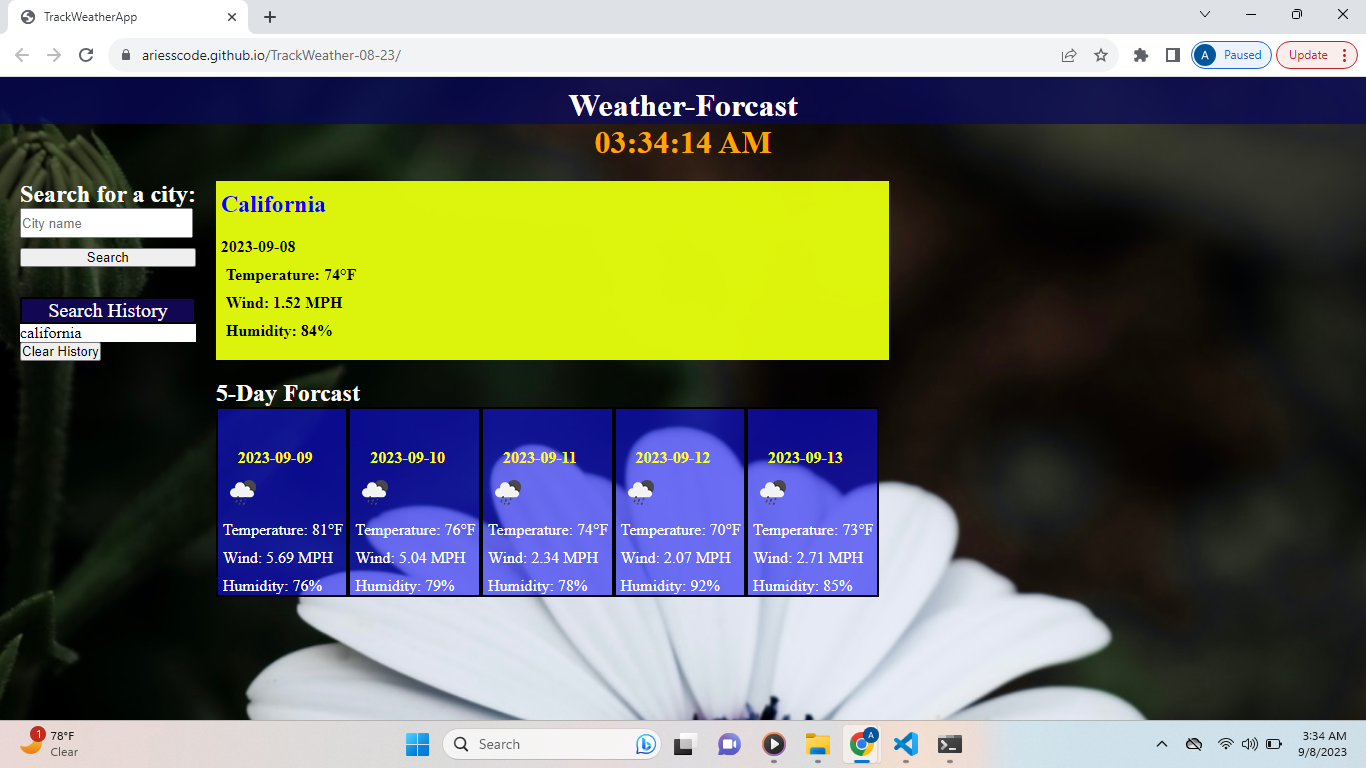 TrackWeatherApp
ariesscode.github.io/TrackWeather-08-23/
A
Paused
Update
Weather-Forcast
03:34:14 AM
Search for a city:
City name
Search
Search History
california
Clear History
California
2023-09-08
Temperature: 74°F
Wind: 1.52 MPH
Humidity: 84%
5-Day Forcast
2023-09-09
Temperature: 81°F
Wind: 5.69 MPH
Humidity: 76%
2023-09-10
Temperature: 76°F
Wind: 5.04 MPH
Humidity: 79%
2023-09-11
Temperature: 74°F
Wind: 2.34 MPH
Humidity: 78%
2023-09-12
Temperature: 70°F
Wind: 2.07 MPH
Humidity: 92%
2023-09-13
Temperature: 73°F
Wind: 2.71 MPH
Humidity: 85%
1
78°F
Clear
Search
A
3:34 AM
9/8/2023